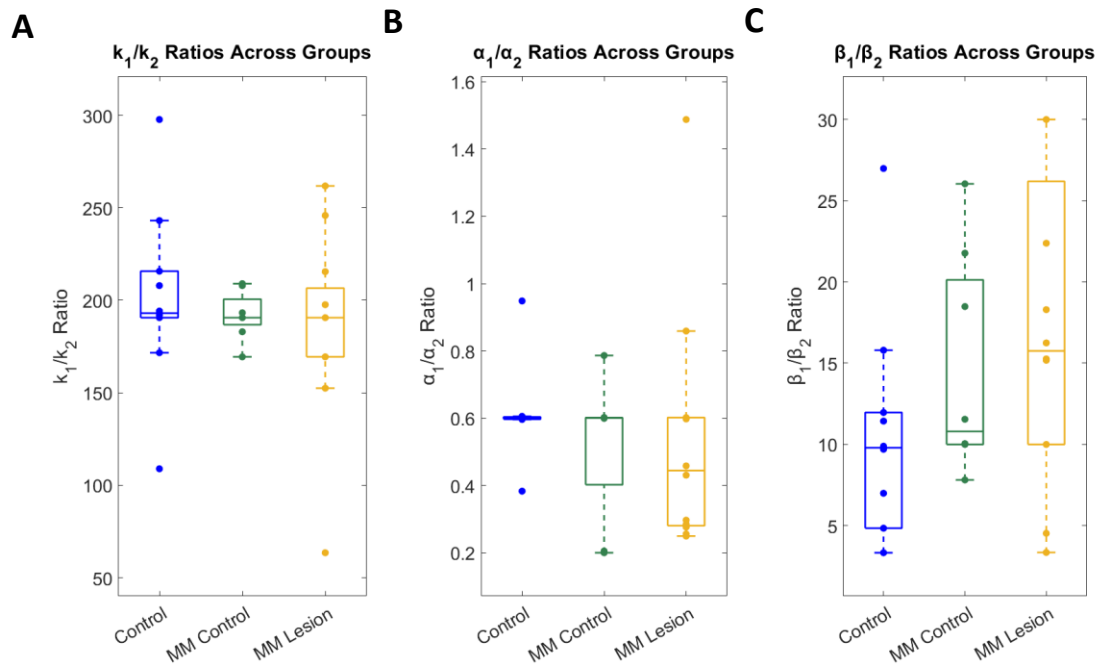 A
k₁/k₂ Ratios Across Groups
k₁/k₂ Ratio
300
250
200
150
100
50
Control
MM Control
MM Lesion
B
α₁/α₂ Ratios Across Groups
α₁/α₂ Ratio
1.6
1.4
1.2
1
0.8
0.6
0.4
0.2
Control
MM Control
MM Lesion
C
β₁/β₂ Ratios Across Groups
β₁/β₂ Ratio
30
25
20
15
10
5
Control
MM Control
MM Lesion